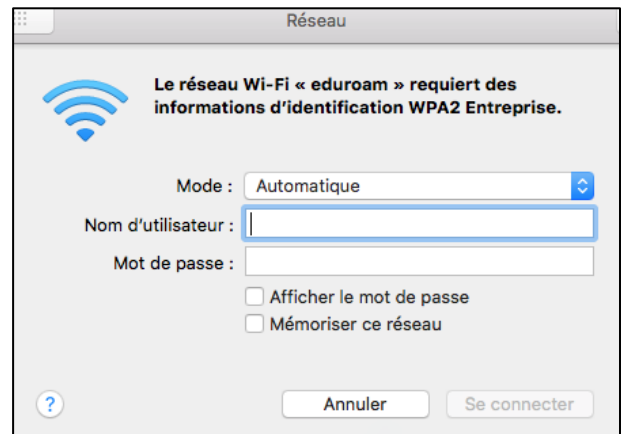 Réseau
Le réseau Wi-Fi « eduroam » requiert des
informations d’identification WPA2 Entreprise.
Mode : Automatique
Nom d’utilisateur :
Mot de passe :
Afficher le mot de passe
Mémoriser ce réseau
? Annuler Se connecter